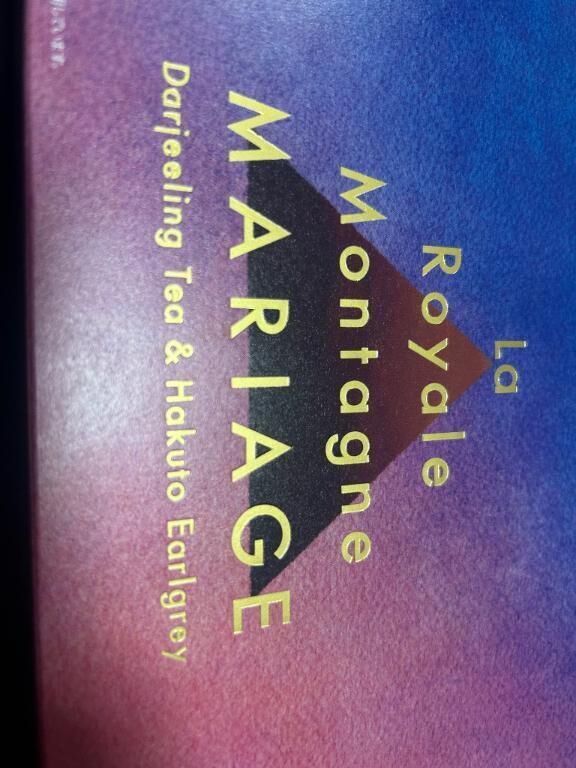 La
Royale
Montagne
MARIAGE
Darjeeling Tea & Hakuto Earlgrey